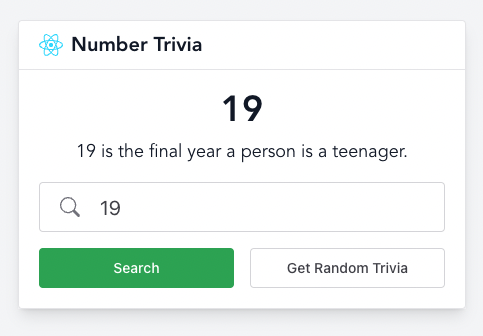 Number Trivia
19
19 is the final year a person is a teenager.
19
Search
Get Random Trivia